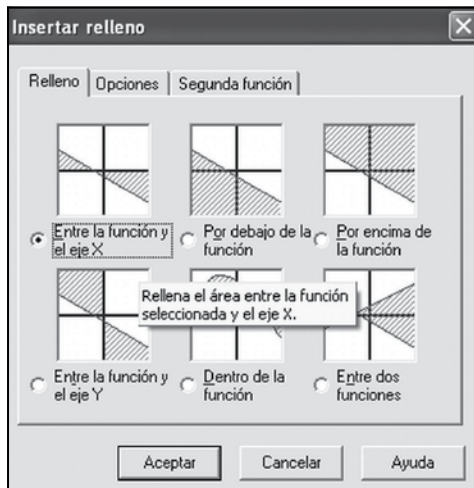 Insertar relleno
Relleno
Opciones
Segunda función
Entre la función y
el eje X
Por debajo de la
función
Por encima de
la función
Rellena el área entre la función
seleccionada y el eje X.
Entre la función y
el eje Y
Dentro de la
función
Entre dos
funciones
Aceptar
Cancelar
Ayuda